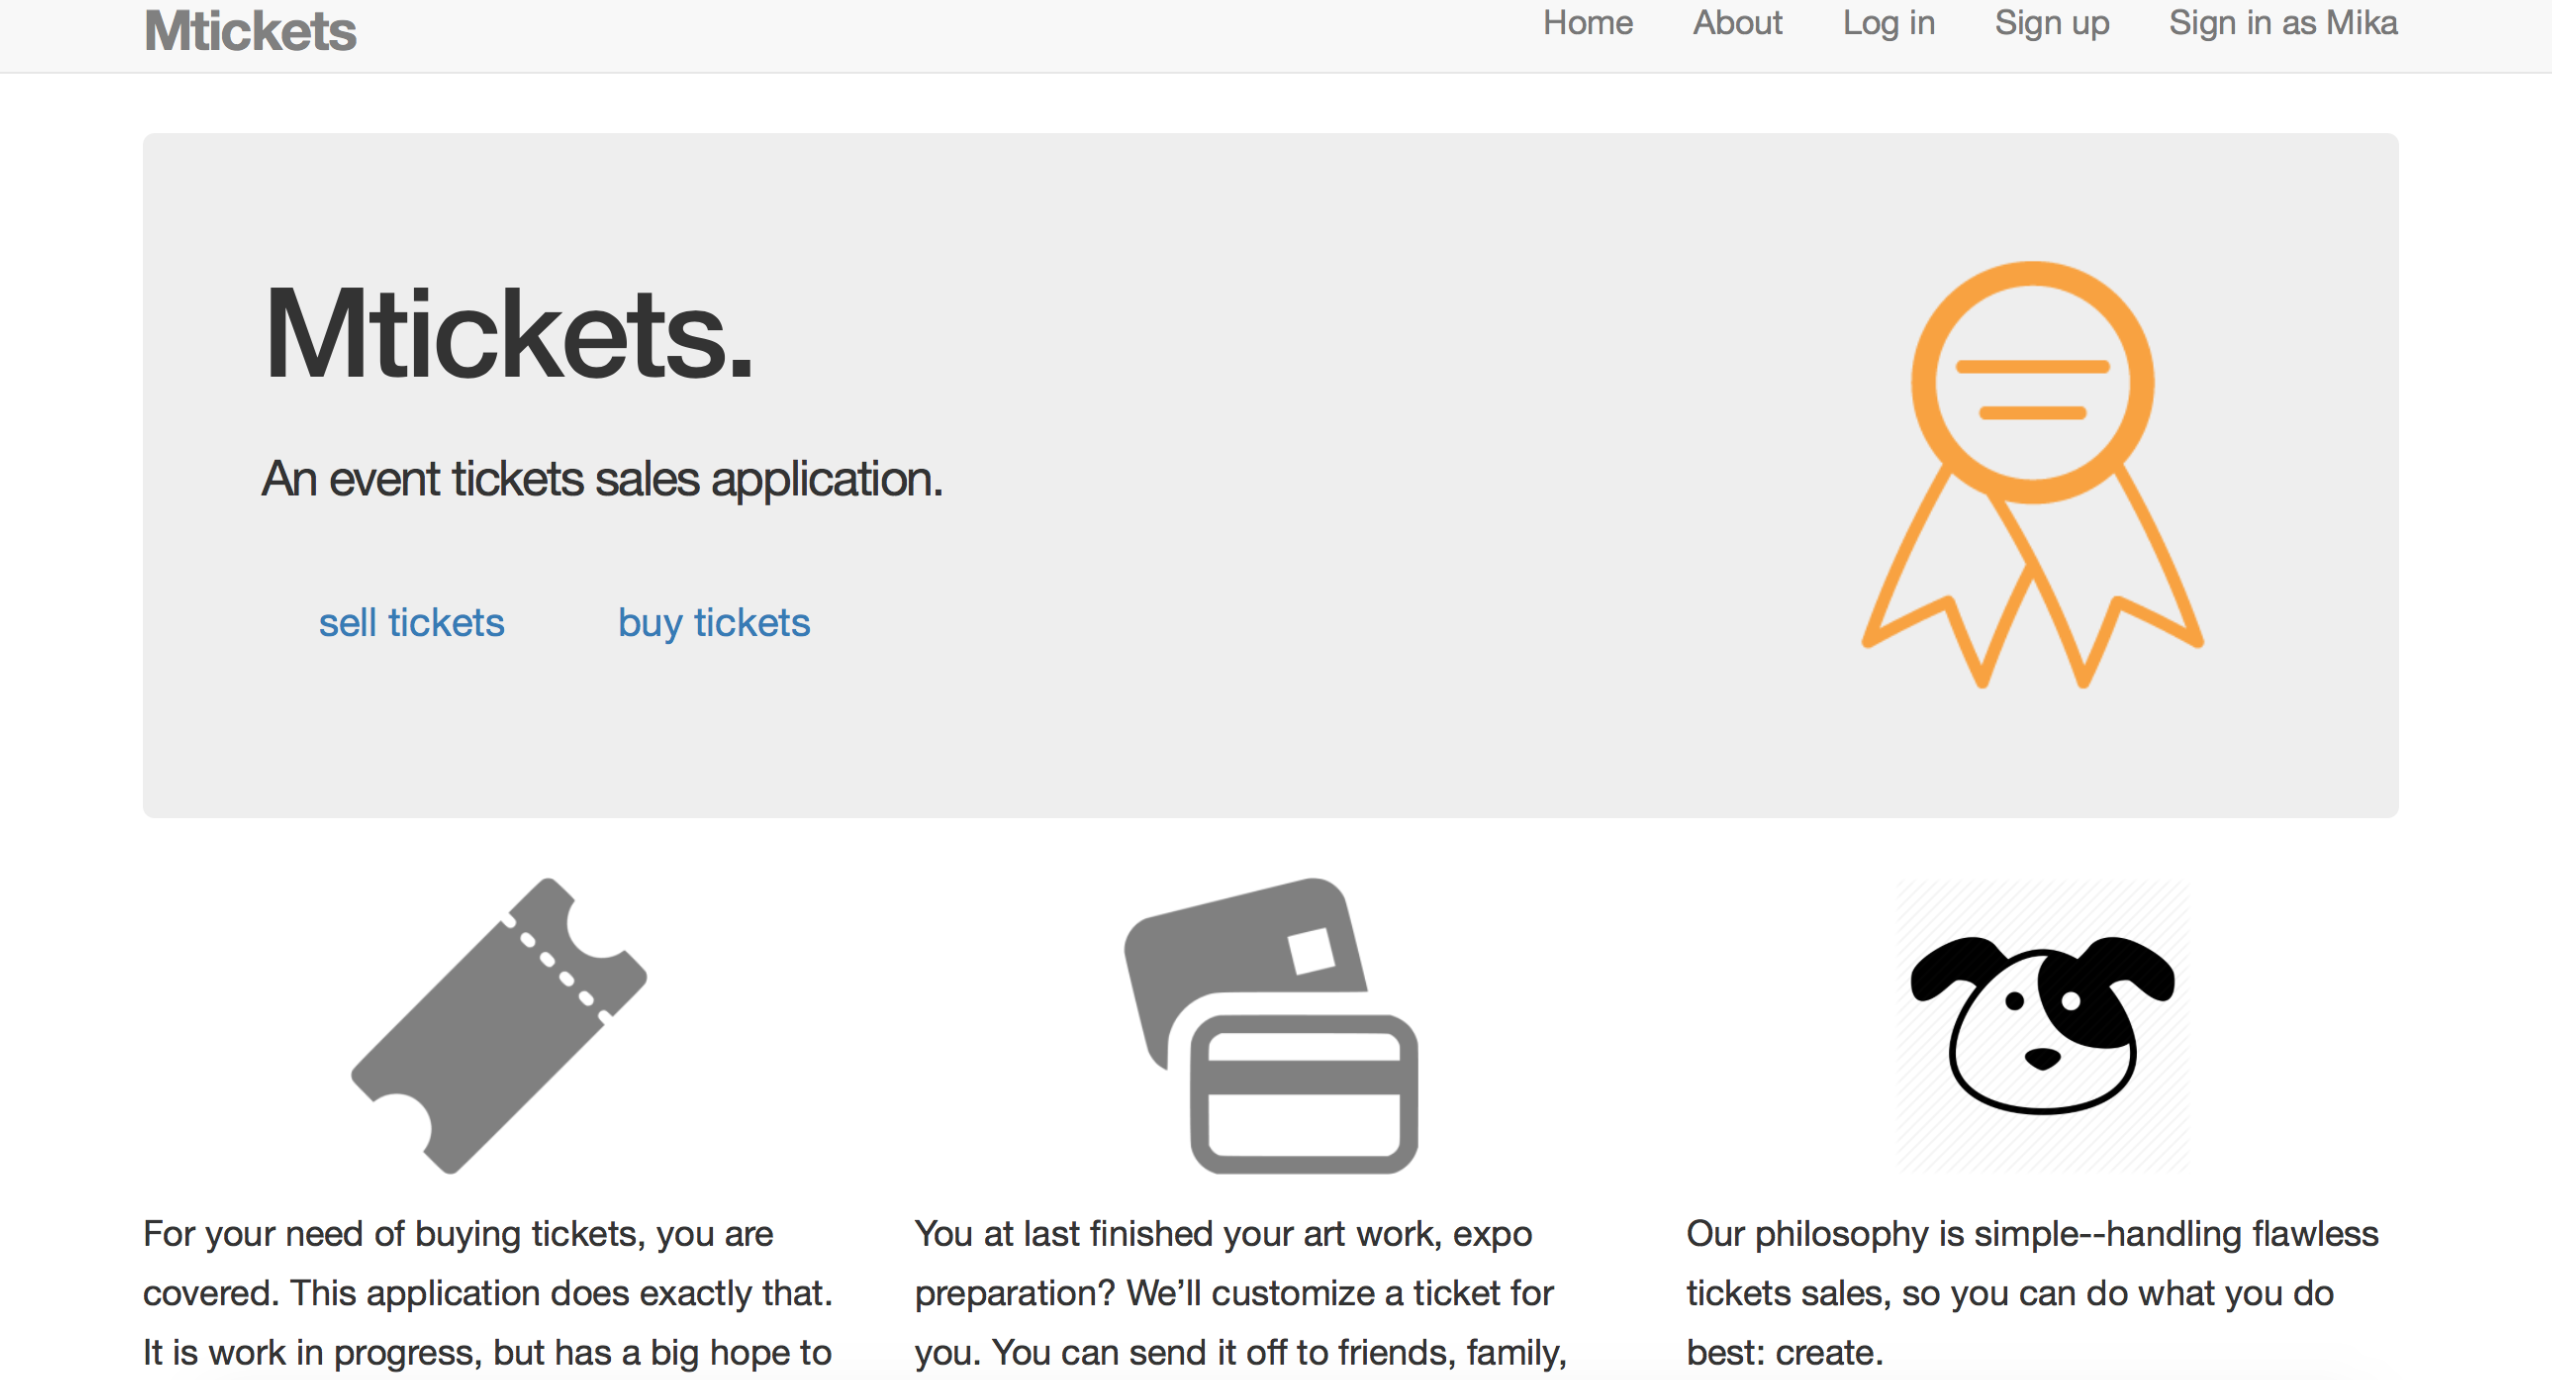 Mtickets
Home About Log in Sign up Sign in as Mika
Mtickets.
An event tickets sales application.
sell tickets buy tickets
For your need of buying tickets, you are
covered. This application does exactly that.
It is work in progress, but has a big hope to
You at last finished your art work, expo
preparation? We’ll customize a ticket for
you. You can send it off to friends, family,
Our philosophy is simple--handling flawless
tickets sales, so you can do what you do
best: create.